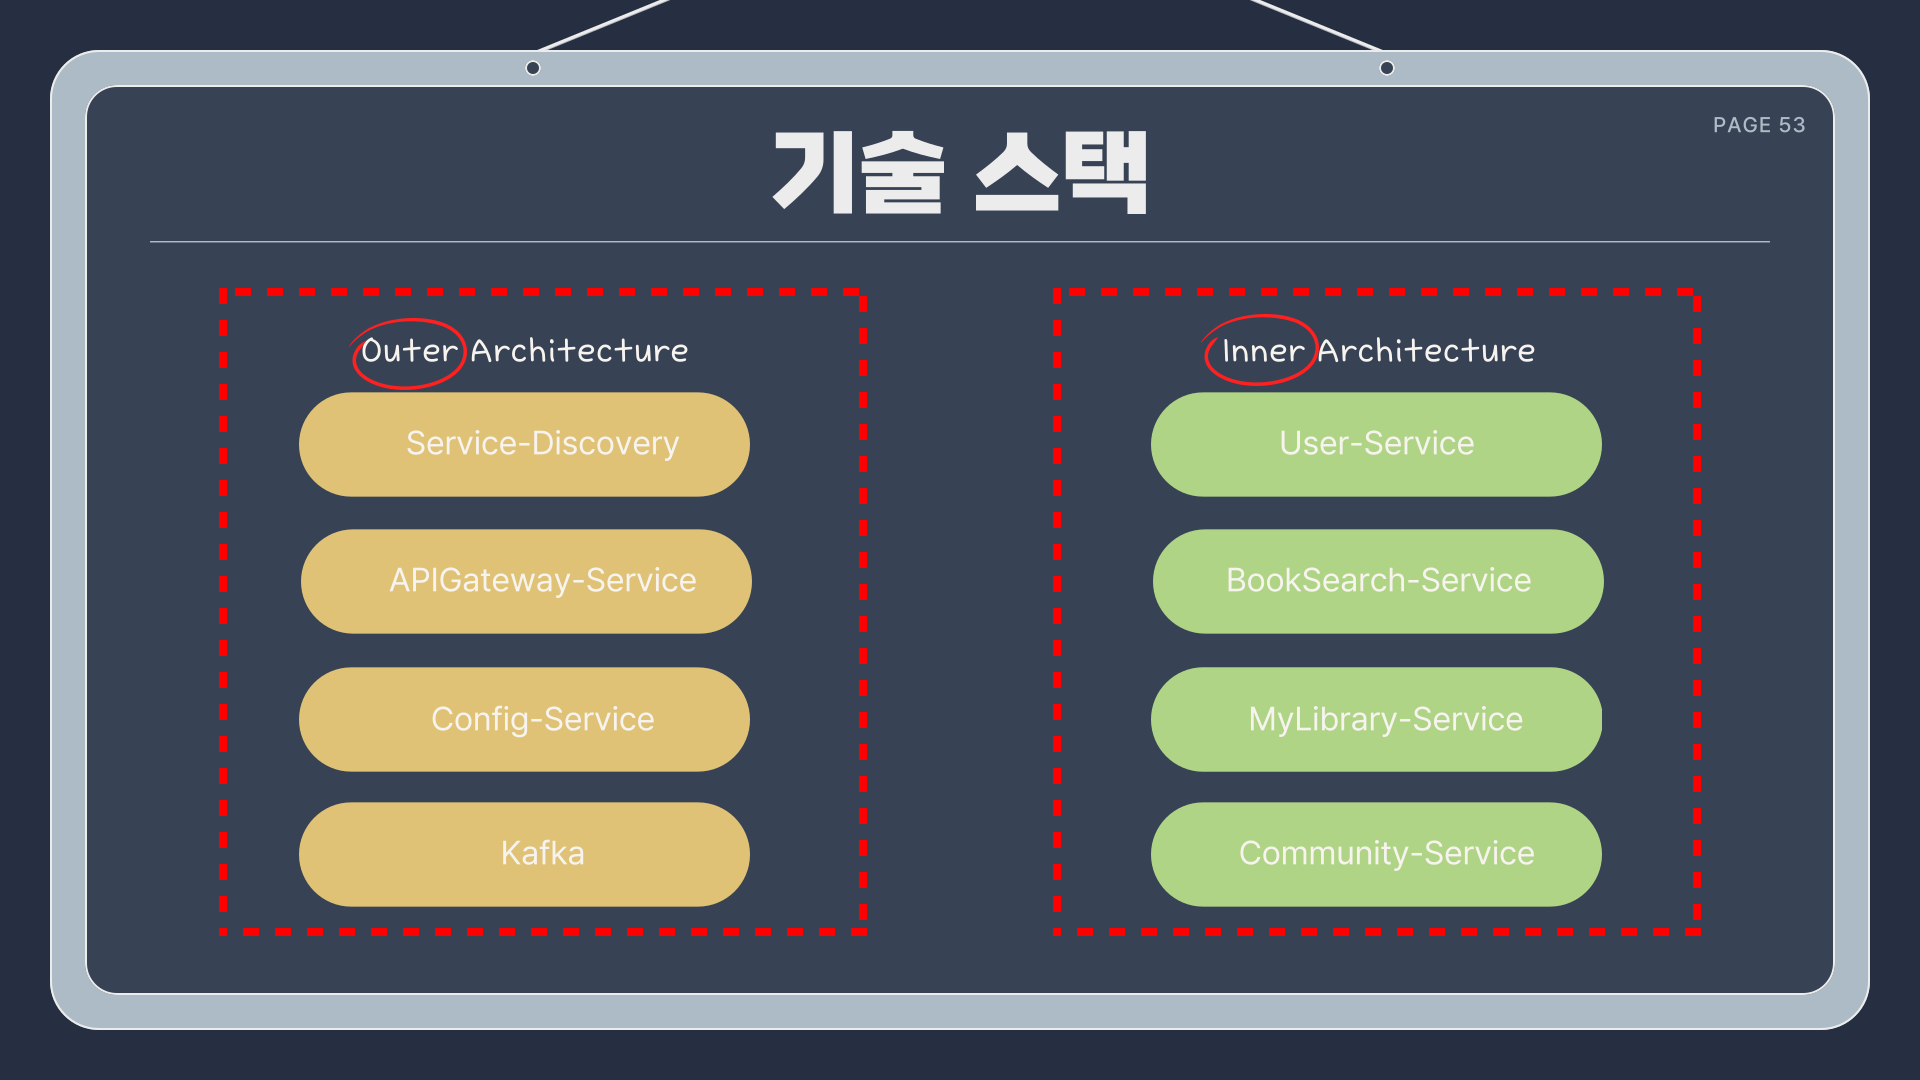 PAGE 53
기술 스택
Outer Architecture
Service-Discovery
APIGateway-Service
Config-Service
Kafka
Inner Architecture
User-Service
BookSearch-Service
MyLibrary-Service
Community-Service